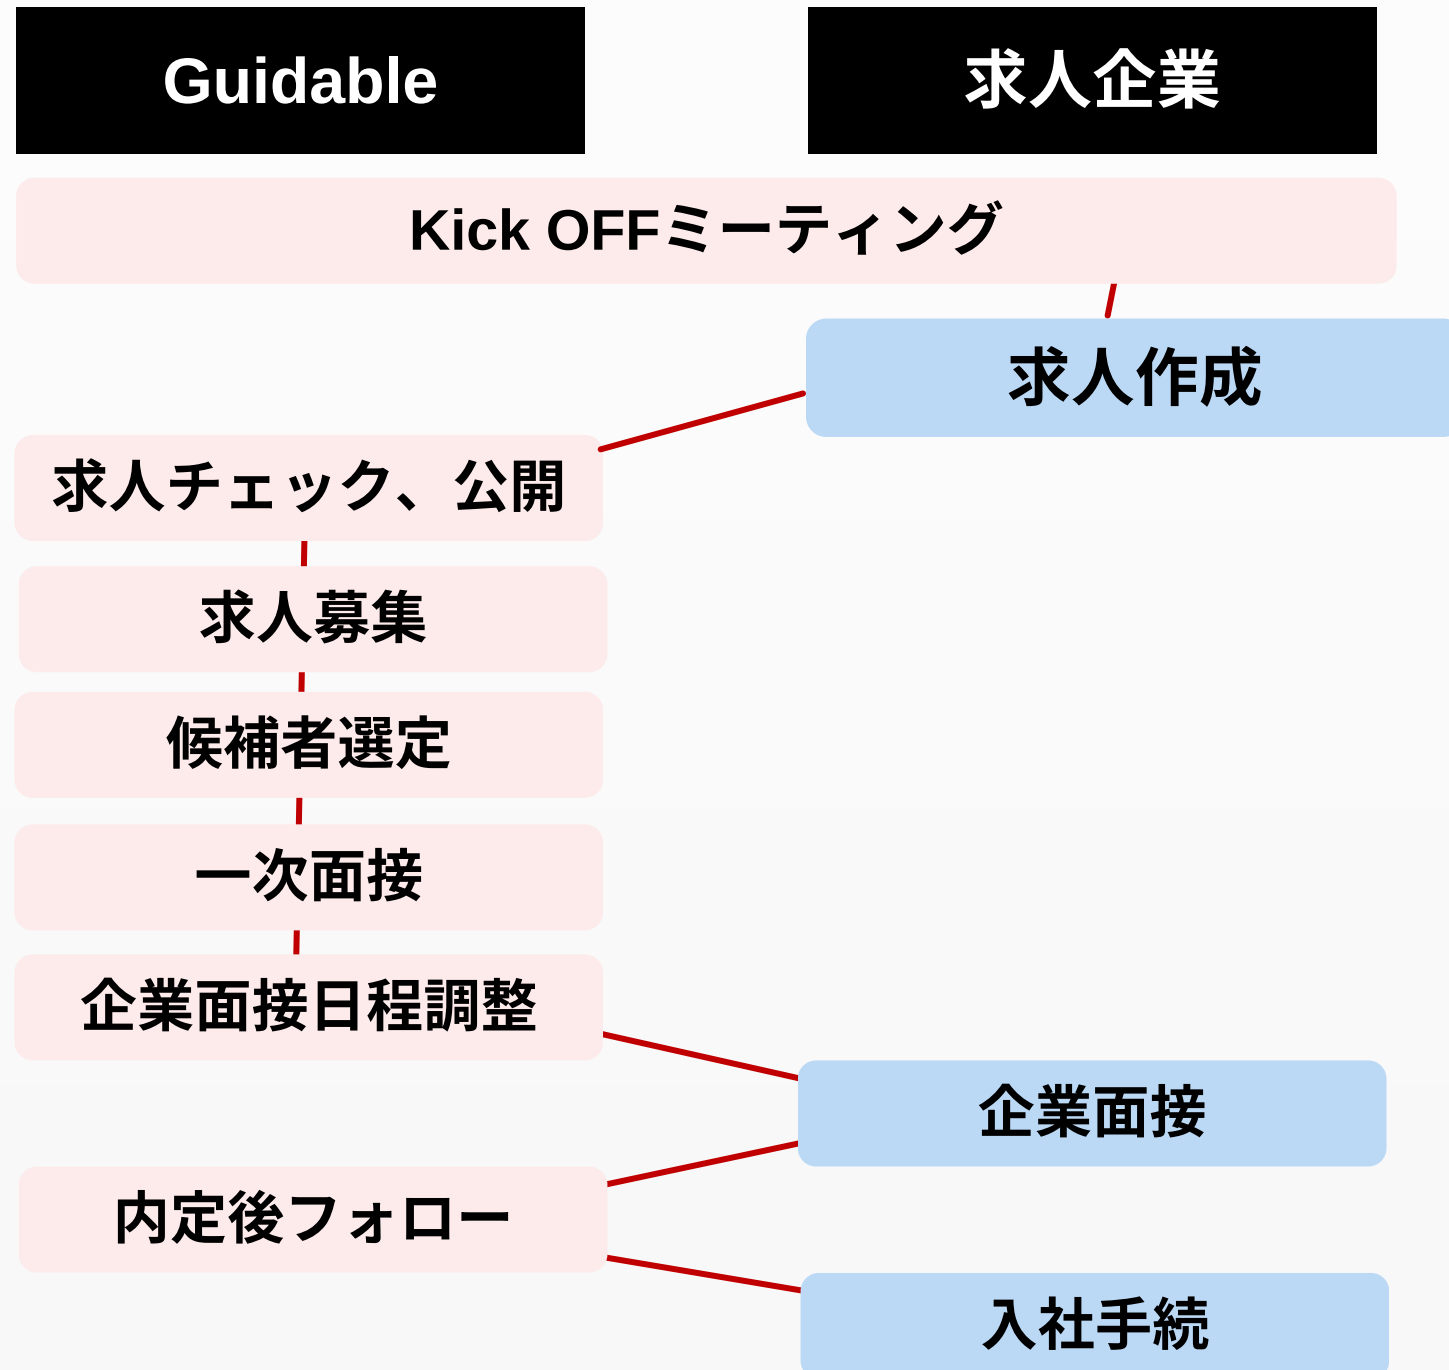 Guidable
求人企業
Kick OFFミーティング
求人作成
求人チェック、公開
求人募集
候補者選定
一次面接
企業面接日程調整
企業面接
内定後フォロー
入社手続